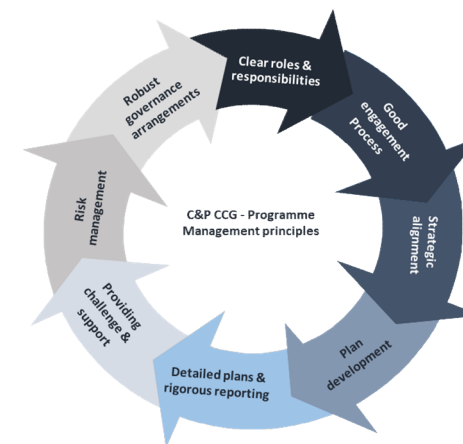 Clear roles &
responsibilities
Good
engagement
Process
Strategic
alignment
Plan
development
Detailed plans &
rigorous reporting
Providing
challenge &
support
Risk
management
Robust
governance
arrangements
C&P CCG - Programme
Management principles